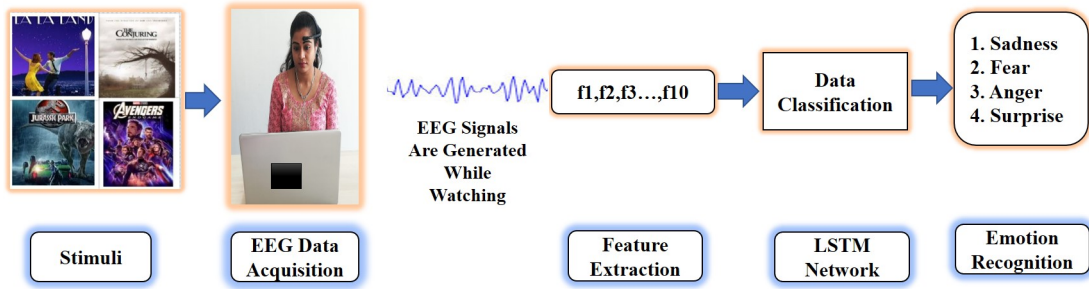 LA LA LAND
THE
CONJURING
JURASSIC PARK
AVENGERS
EEG Signals
Are Generated
While
Watching
f1,f2,f3...,f10
Data
Classification
1. Sadness
2. Fear
3. Anger
4. Surprise
Stimuli
EEG Data
Acquisition
Feature
Extraction
LSTM
Network
Emotion
Recognition